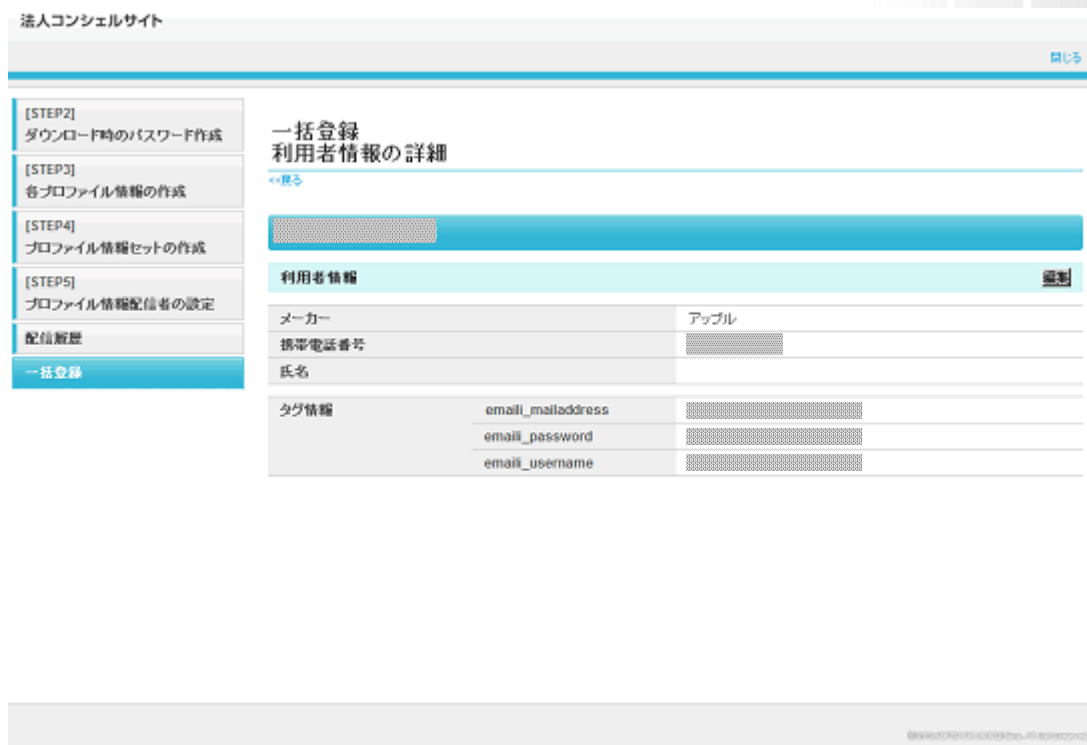 法人コンシェルサイト
閉じる
[STEP2]
ダウンロード時のパスワード作成
[STEP3]
各プロファイル情報の作成
[STEP4]
プロファイル情報セットの作成
[STEP5]
プロファイル情報配信者の設定
配信履歴
一括登録
一括登録
利用者情報の詳細
<<戻る
利用者情報
編集
メーカー アップル
携帯電話番号
氏名
タグ情報 emaili_mailaddress
emaili_password
emaili_username